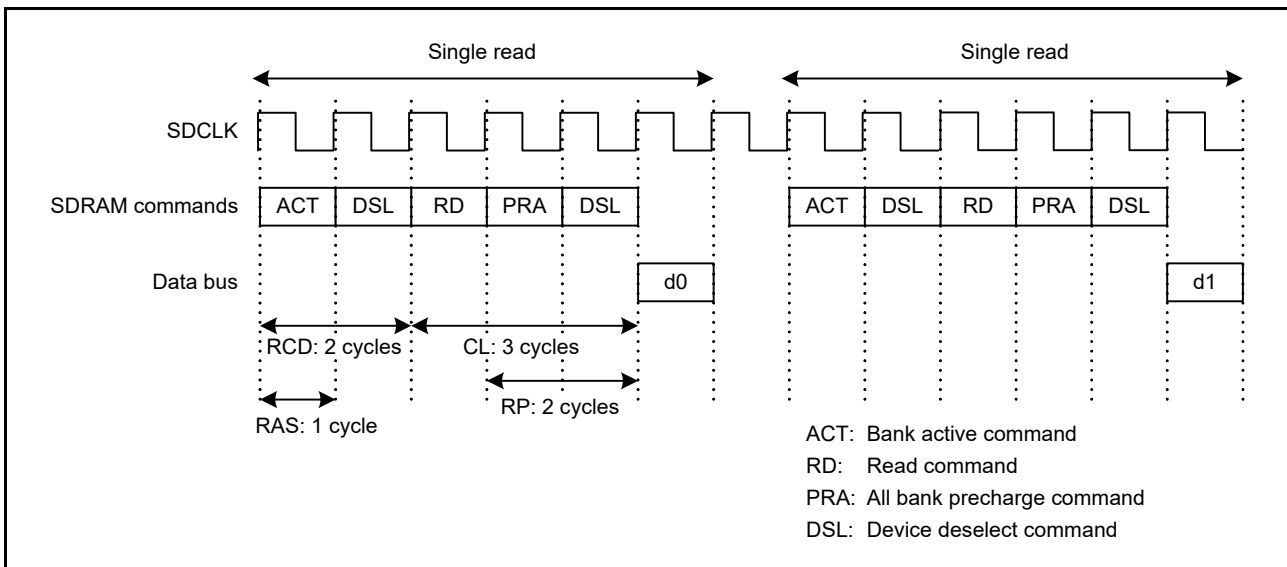 Single read Single read
SDCLK
SDRAM commands ACT DSL RD PRA DSL ACT DSL RD PRA DSL
Data bus d0 d1
RCD: 2 cycles CL: 3 cycles
RP: 2 cycles
RAS: 1 cycle
ACT: Bank active command
RD: Read command
PRA: All bank precharge command
DSL: Device deselect command